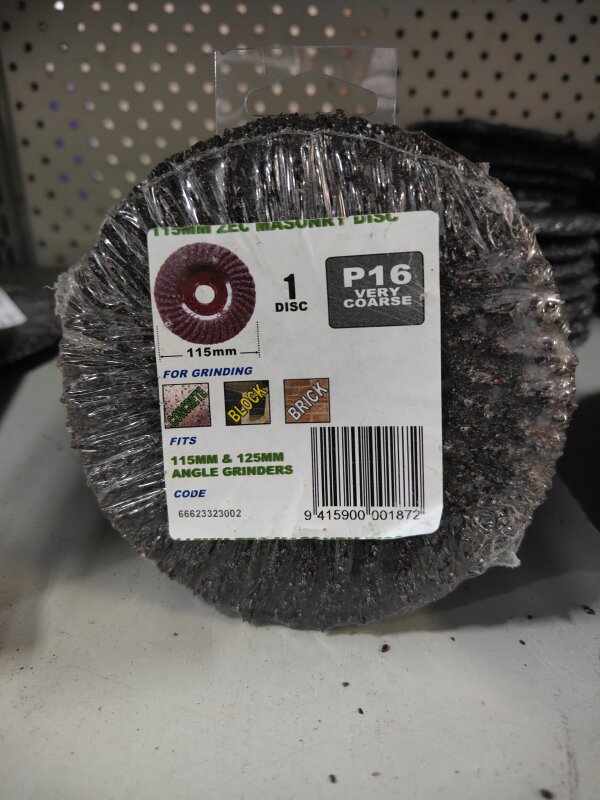 115MM ZEC MASONRY DISC
1
DISC
P16
VERY
COARSE
115mm
FOR GRINDING
CONCRETE
BLOCK
BRICK
FITS
115MM & 125MM
ANGLE GRINDERS
CODE
66623323002
9 415900 001872